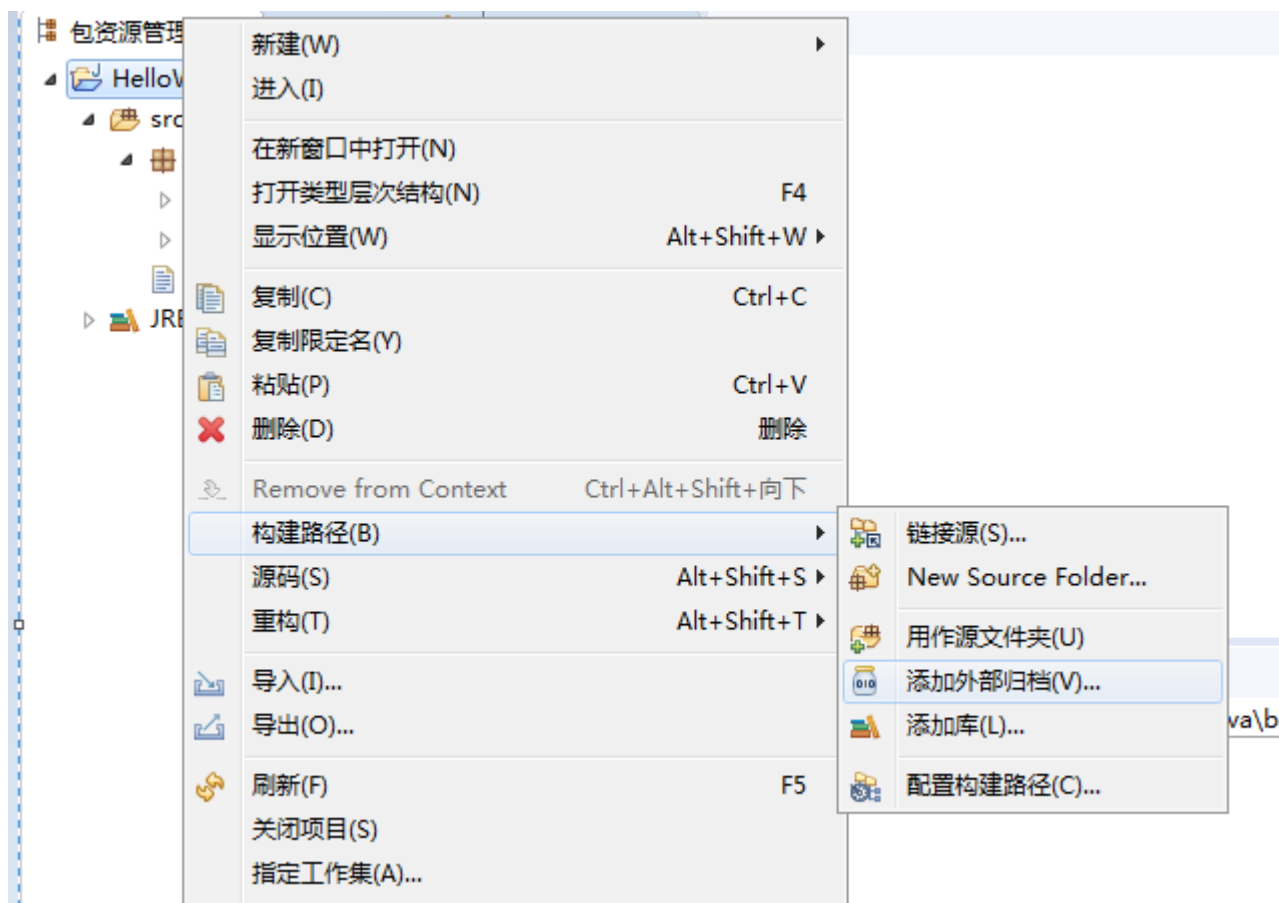 包资源管理
HelloW
src
JRE
新建(W)
进入(I)
在新窗口中打开(N)
打开类型层次结构(N) F4
显示位置(W) Alt+Shift+W
复制(C) Ctrl+C
复制限定名(Y)
粘贴(P) Ctrl+V
删除(D) 删除
Remove from Context Ctrl+Alt+Shift+向下
构建路径(B)
源码(S) Alt+Shift+S
重构(T) Alt+Shift+T
导入(I)...
导出(O)...
刷新(F) F5
关闭项目(S)
指定工作集(A)...
链接源(S)...
New Source Folder...
用作源文件夹(U)
添加外部归档(V)...
添加库(L)...
配置构建路径(C)...
va\b